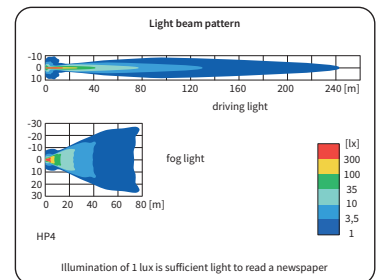 Light beam pattern
-10
0
10
0 40 80 120 160 200 240 [m]
driving light
-30
-20
-10
0
10
20
30
0 20 40 60 80 [m]
fog light
[lx]
300
100
35
10
3,5
1
HP4
Illumination of 1 lux is sufficient light to read a newspaper